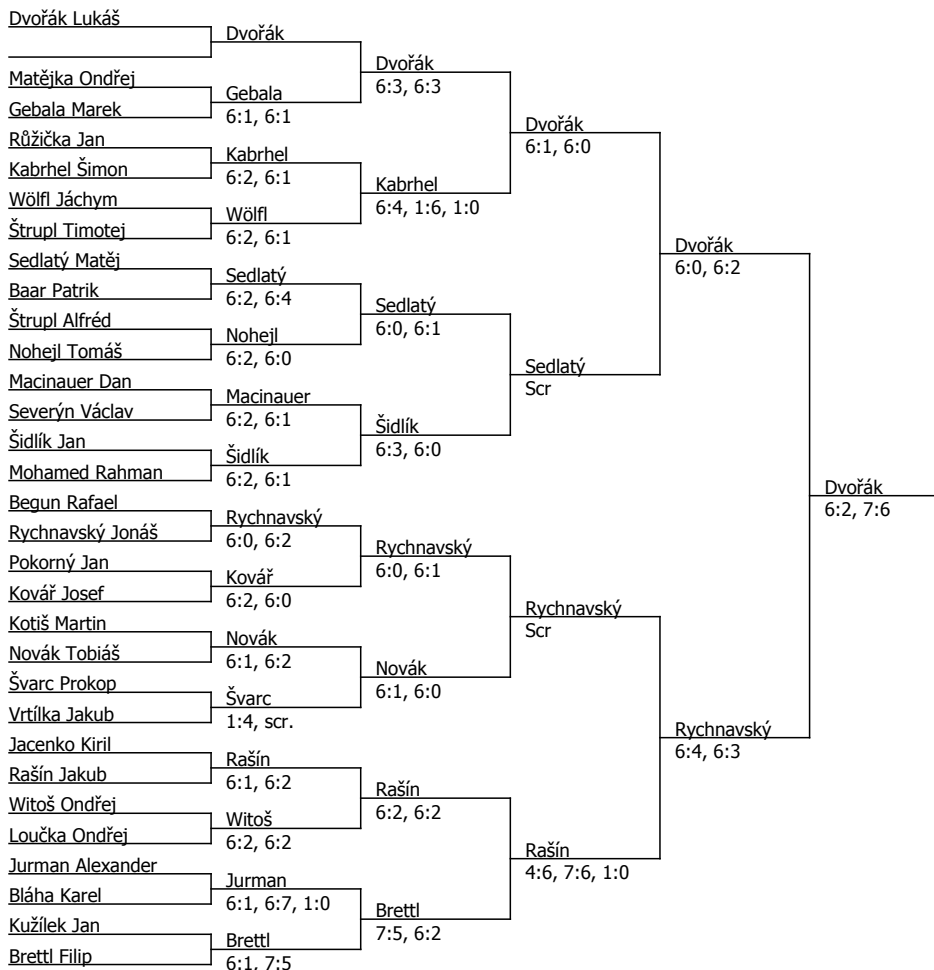 Dvořák Lukáš
Matějka Ondřej
Gebala Marek
Růžička Jan
Kabrhel Šimon
Wölfl Jáchym
Štrupl Timotej
Sedlatý Matěj
Baar Patrik
Štrupl Alfréd
Nohejl Tomáš
Macinauer Dan
Severýn Václav
Šidlík Jan
Mohamed Rahman
Begun Rafael
Rychnavský Jonáš
Pokorný Jan
Kovář Josef
Kotiš Martin
Novák Tobiáš
Švarc Prokop
Vrtílka Jakub
Jacenko Kiril
Rašín Jakub
Witoš Ondřej
Loučka Ondřej
Jurman Alexander
Bláha Karel
Kužílek Jan
Brettl Filip
Dvořák
Gebala
6:1, 6:1
Kabrhel
6:2, 6:1
Wölfl
6:2, 6:1
Sedlatý
6:2, 6:4
Nohejl
6:2, 6:0
Macinauer
6:2, 6:1
Šidlík
6:2, 6:1
Rychnavský
6:0, 6:2
Kovář
6:2, 6:0
Novák
6:1, 6:2
Švarc
1:4, scr.
Rašín
6:1, 6:2
Witoš
6:2, 6:2
Jurman
6:1, 6:7, 1:0
Brettl
6:1, 7:5
Dvořák
6:3, 6:3
Kabrhel
6:4, 1:6, 1:0
Sedlatý
6:0, 6:1
Šidlík
6:3, 6:0
Rychnavský
6:0, 6:1
Novák
6:1, 6:0
Rašín
6:2, 6:2
Brettl
7:5, 6:2
Dvořák
6:1, 6:0
Sedlatý
Scr
Rychnavský
Scr
Rašín
4:6, 7:6, 1:0
Dvořák
6:0, 6:2
Rychnavský
6:4, 6:3
Dvořák
6:2, 7:6